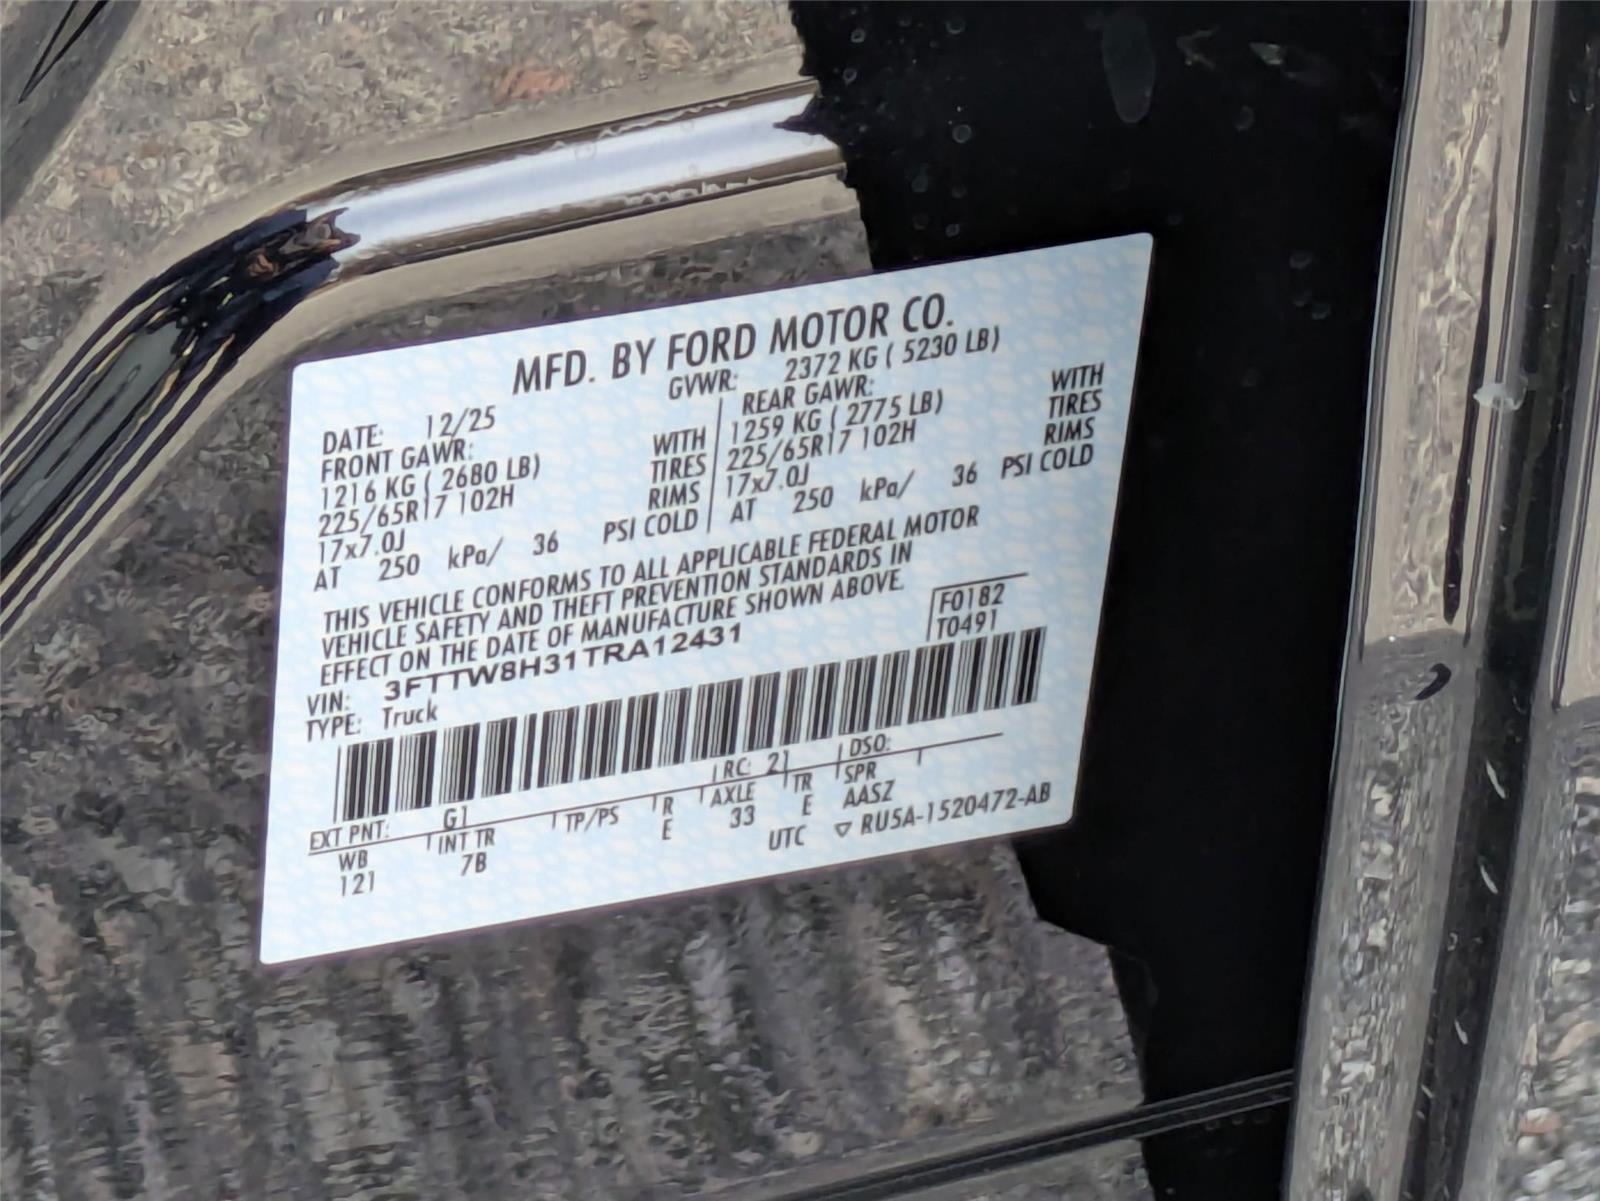 MFD. BY FORD MOTOR CO.
DATE: 12/25 GVWR: 2372 KG ( 5230 LB)
FRONT GAWR: REAR GAWR:
1216 KG ( 2680 LB) WITH 1259 KG ( 2775 LB) WITH
225/65R17 102H TIRES 225/65R17 102H TIRES
17x7.0J RIMS 17x7.0J RIMS
AT 250 kPa/ 36 PSI COLD AT 250 kPa/ 36 PSI COLD
THIS VEHICLE CONFORMS TO ALL APPLICABLE FEDERAL MOTOR
VEHICLE SAFETY AND THEFT PREVENTION STANDARDS IN
EFFECT ON THE DATE OF MANUFACTURE SHOWN ABOVE.
VIN: 3FTTW8H31TRA12431 F0182
TYPE: Truck T0491
EXT PNT: G1 RC: 21 DSO:
WB INT TR TP/PS R AXLE TR SPR
121 7B E 33 E AASZ
UTC ▽ RU5A-1520472-AB